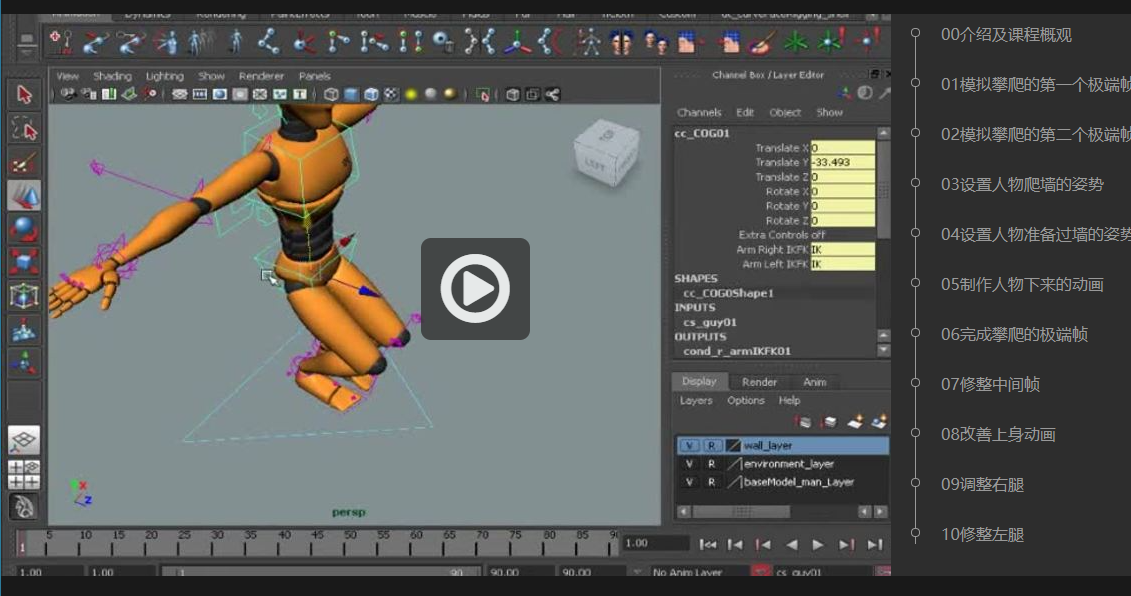 View Shading Lighting Show Renderer Panels
LEFT
persp
Channel Box / Layer Editor
Channels Edit Object Show
cc_COG01
Translate X 0
Translate Y -33.493
Translate Z 0
Rotate X 0
Rotate Y 0
Rotate Z 0
Extra Controls off
Arm Right IKFK IK
Arm Left IKFK IK
SHAPES
cc_COG0Shape1
INPUTS
cs_guy01
OUTPUTS
cond_r_armIKFK01
Display Render Anim
Layers Options Help
V R wall_layer
V R environment_layer
V R baseModel_man_Layer
1 5 10 15 20 25 30 35 40 45 50 55 60 65 70 75 80 85 1.00
1.00 1.00 1 90 90.00 90.00 No Anim Layer cs_guy01
00介绍及课程概观
01模拟攀爬的第一个极端帧
02模拟攀爬的第二个极端帧
03设置人物爬墙的姿势
04设置人物准备过墙的姿势
05制作人物下来的动画
06完成攀爬的极端帧
07修整中间帧
08改善上身动画
09调整右腿
10修整左腿